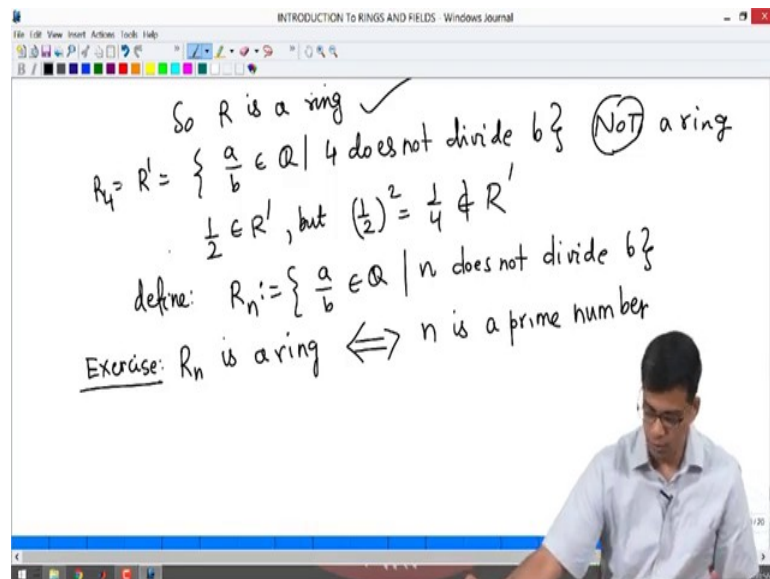 INTRODUCTION To RINGS AND FIELDS - Windows Journal
File Edit View Insert Actions Tools Help
B I
So R is a ring ✓
R₄ = R' = { a/b ∈ Q | 4 does not divide b} NOT a ring
1/2 ∈ R', but (1/2)² = 1/4 ∉ R'
define: Rₙ := { a/b ∈ Q | n does not divide b}
Exercise: Rₙ is a ring ⟺ n is a prime number